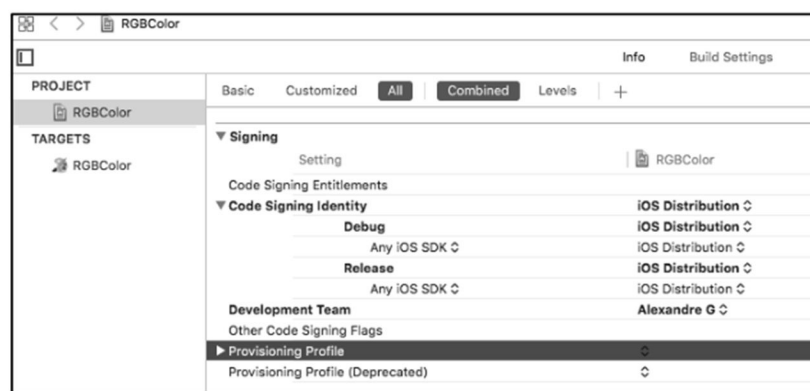 RGBColor
Info Build Settings
PROJECT
RGBColor
TARGETS
RGBColor
Basic Customized All Combined Levels +
Signing
Setting RGBColor
Code Signing Entitlements
Code Signing Identity iOS Distribution
Debug iOS Distribution
Any iOS SDK iOS Distribution
Release iOS Distribution
Any iOS SDK iOS Distribution
Development Team Alexandre G
Other Code Signing Flags
Provisioning Profile
Provisioning Profile (Deprecated)